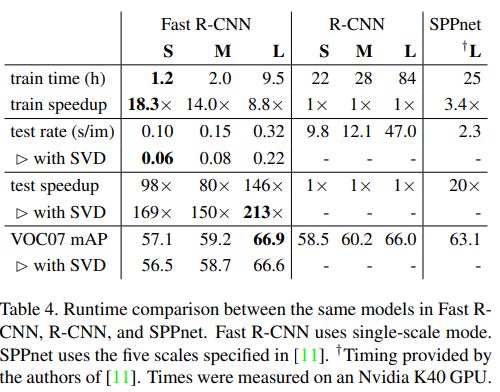 Fast R-CNN R-CNN SPPnet
S M L S M L †L
train time (h) 1.2 2.0 9.5 22 28 84 25
train speedup 18.3× 14.0× 8.8× 1× 1× 1× 3.4×
test rate (s/im) 0.10 0.15 0.32 9.8 12.1 47.0 2.3
▷ with SVD 0.06 0.08 0.22 - - - -
test speedup 98× 80× 146× 1× 1× 1× 20×
▷ with SVD 169× 150× 213× - - - -
VOC07 mAP 57.1 59.2 66.9 58.5 60.2 66.0 63.1
▷ with SVD 56.5 58.7 66.6 - - - -
Table 4. Runtime comparison between the same models in Fast R-
CNN, R-CNN, and SPPnet. Fast R-CNN uses single-scale mode.
SPPnet uses the five scales specified in [11]. †Timing provided by
the authors of [11]. Times were measured on an Nvidia K40 GPU.